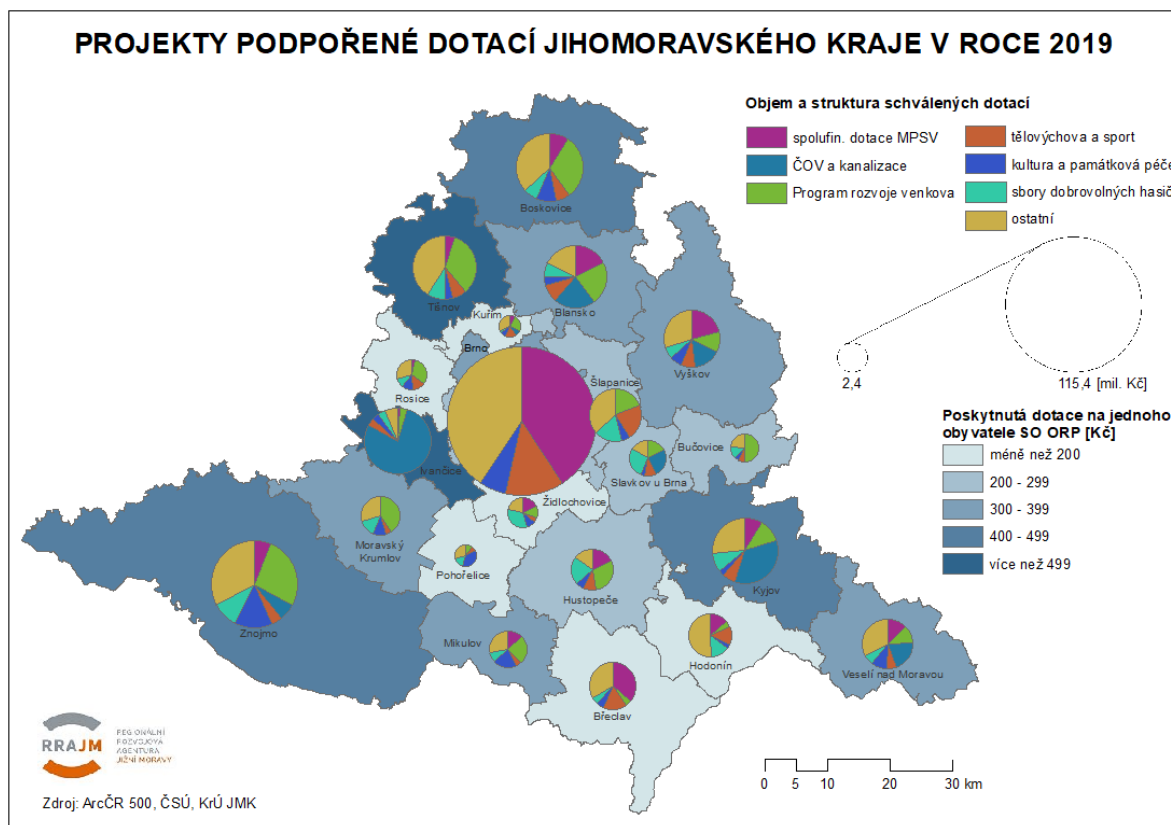 PROJEKTY PODPOŘENÉ DOTACÍ JIHOMORAVSKÉHO KRAJE V ROCE 2019
Objem a struktura schválených dotací
spolufin. dotace MPSV
ČOV a kanalizace
Program rozvoje venkova
tělovýchova a sport
kultura a památková péče
sbory dobrovolných hasič
ostatní
2,4
115,4 [mil. Kč]
Poskytnutá dotace na jednoho
obyvatele SO ORP [Kč]
méně než 200
200 - 299
300 - 399
400 - 499
více než 499
Boskovice
Tišnov
Kuřim
Blansko
Brno
Vyškov
Rosice
Šlapanice
Ivančice
Bučovice
Slavkov u Brna
Židlochovice
Moravský
Krumlov
Pohořelice
Hustopeče
Kyjov
Znojmo
Mikulov
Hodonín
Veselí nad Moravou
Břeclav
RRAJM
REGIONÁLNÍ
ROZVOJOVÁ
AGENTURA
JIŽNÍ MORAVY
0 5 10 20 30 km
Zdroj: ArcČR 500, ČSÚ, KrÚ JMK